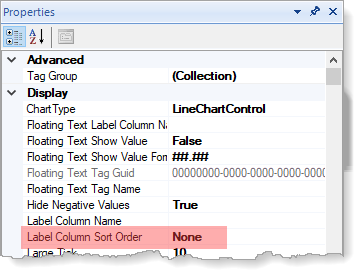 Properties
Advanced
Tag Group (Collection)
Display
ChartType LineChartControl
Floating Text Label Column Na
Floating Text Show Value False
Floating Text Show Value For ##.###
Floating Text Tag Guid 00000000-0000-0000-0000-0000
Floating Text Tag Name
Hide Negative Values True
Label Column Name
Label Column Sort Order None
Large Tick 10